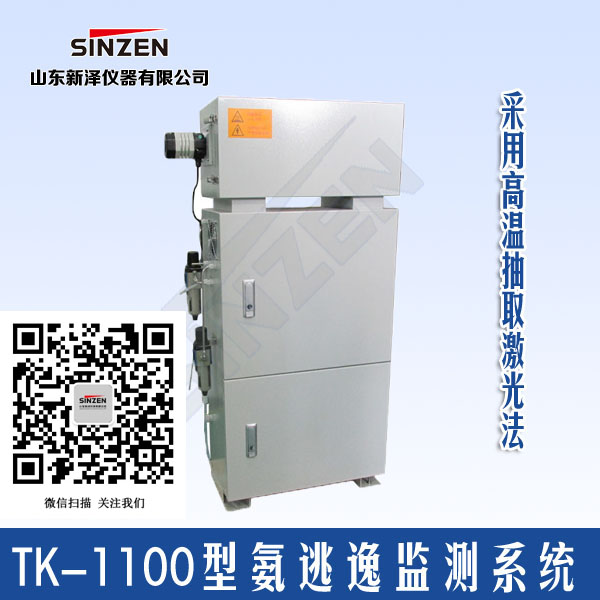 SINZEN
山东新泽仪器有限公司
采用高温抽取激光法
SINZEN
SINZEN
微信扫描 关注我们
TK-1100型氨逃逸监测系统